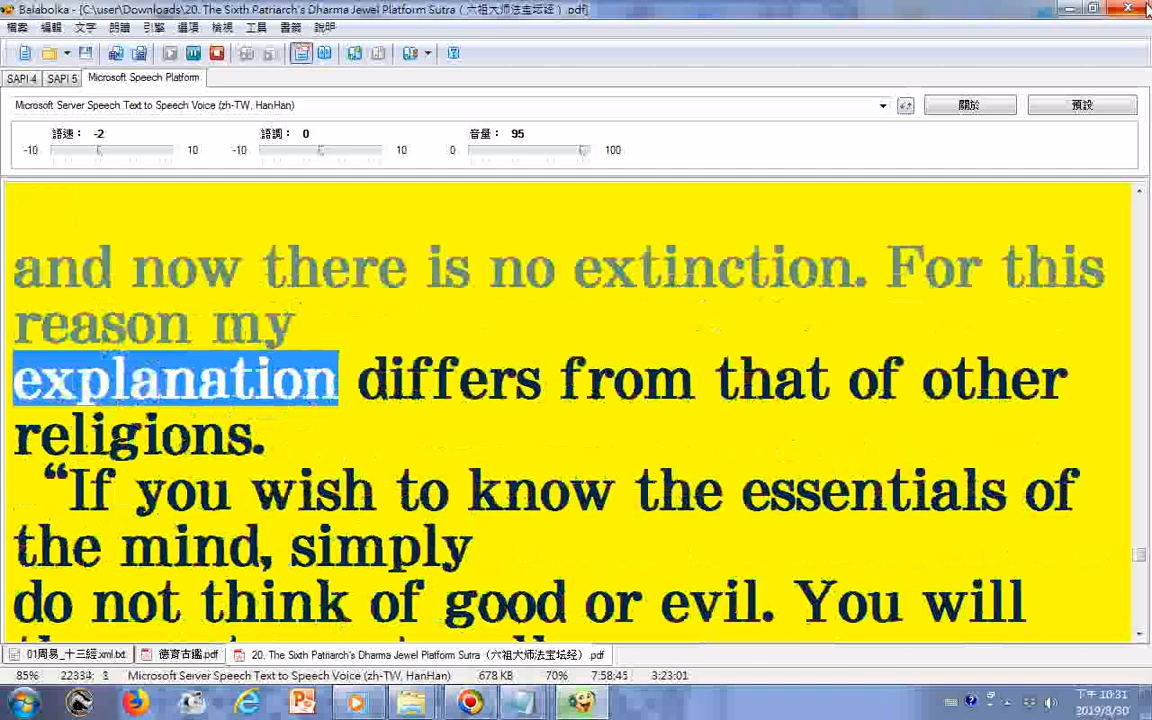 Balabolka - [C:\user\Downloads\20. The Sixth Patriarch's Dharma Jewel Platform Sutra（六祖大师法宝坛经）.pdf]
檔案 編輯 文字 朗讀 引擎 選項 檢視 工具 書籤 說明
SAPI 4 SAPI 5 Microsoft Speech Platform
Microsoft Server Speech Text to Speech Voice (zh-TW, HanHan) 關於 預設
語速： -2 語調： 0 音量： 95
-10 10 -10 10 0 100
and now there is no extinction. For this
reason my
explanation differs from that of other
religions.
“If you wish to know the essentials of
the mind, simply
do not think of good or evil. You will
01周易_十三經.xml.txt 德育古鑑.pdf 20. The Sixth Patriarch's Dharma Jewel Platform Sutra（六祖大师法宝坛经）.pdf
85% Microsoft Server Speech Text to Speech Voice (zh-TW, HanHan) 678 KB 70% 7:58:45 3:23:01
下午 10:31
2019/8/30